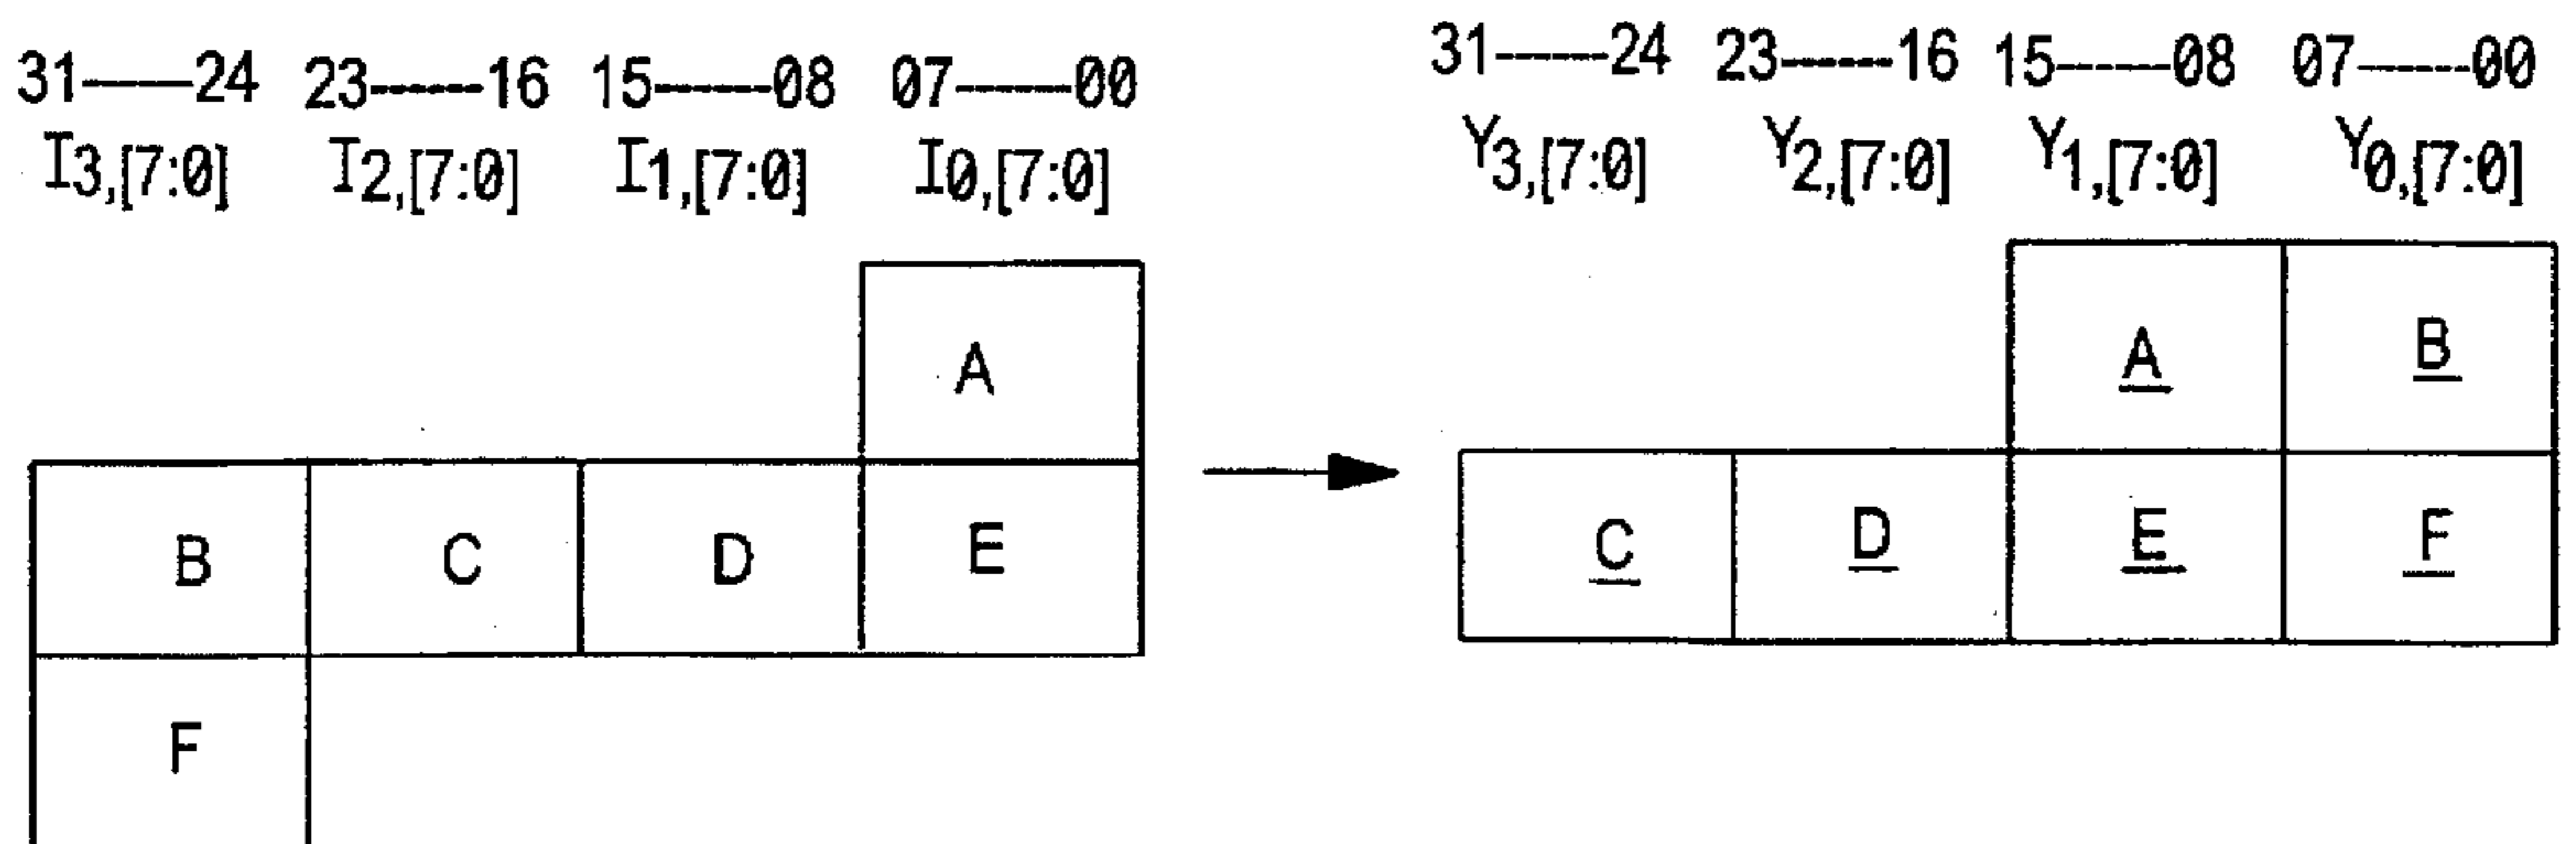 31——24 23-----16 15-----08 07——00
I3,[7:0] I2,[7:0] I1,[7:0] I0,[7:0]
A
B C D E
F
31-----24 23-----16 15-----08 07-----00
Y3,[7:0] Y2,[7:0] Y1,[7:0] Y0,[7:0]
A B
C D E F